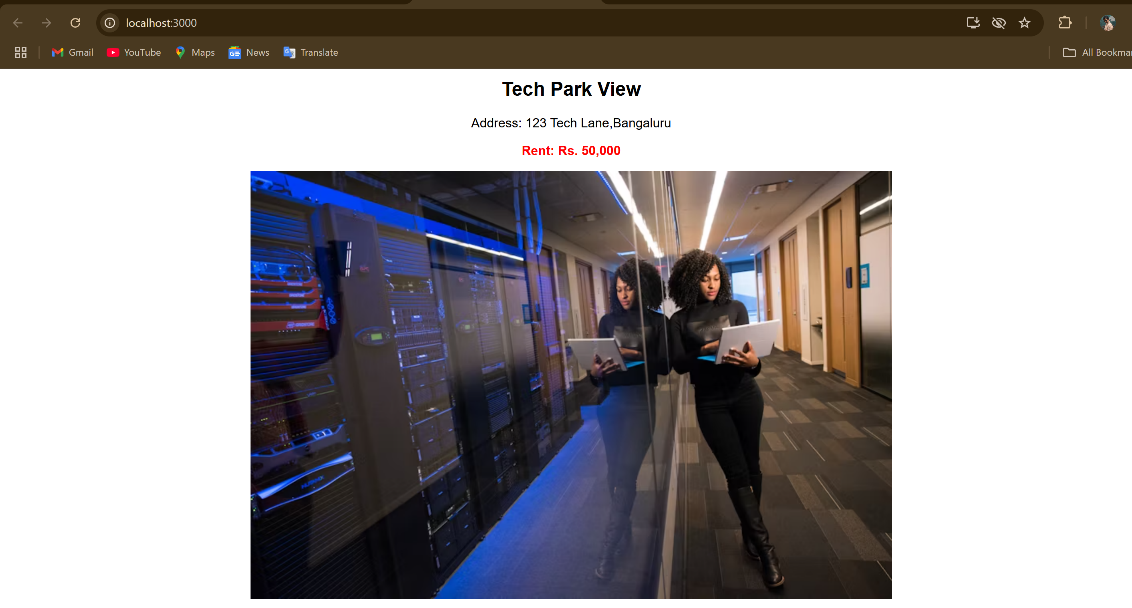 localhost:3000
Gmail YouTube Maps News Translate All Bookmar
Tech Park View
Address: 123 Tech Lane,Bangaluru
Rent: Rs. 50,000